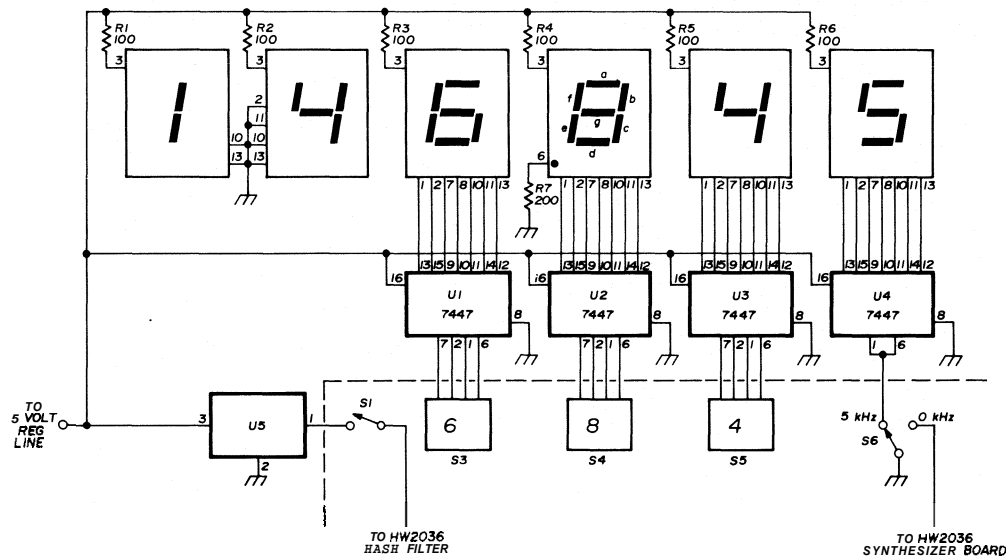 R1 100 R2 100 R3 100 R4 100 R5 100 R6 100
3 3 3 3 3 3
1 4 6 8 4 5
a
f b
g
e c
d
2
11
10 10
13 13
6
R7 200
1 2 7 8 10 11 13 1 2 7 8 10 11 13 1 2 7 8 10 11 13 1 2 7 8 10 11 13
13 15 9 10 11 14 12 13 15 9 10 11 14 12 13 15 9 10 11 14 12 13 15 9 10 11 14 12
16 U1 7447 8 16 U2 7447 8 16 U3 7447 8 16 U4 7447 8
7 2 1 6 7 2 1 6 7 2 1 6 1 6
TO
5 VOLT
REG
LINE
3 U5 1
2
S1
6 8 4
S3 S4 S5
5 kHz 0 kHz
S6
TO HW2036
HASH FILTER
TO HW2036
SYNTHESIZER BOARD